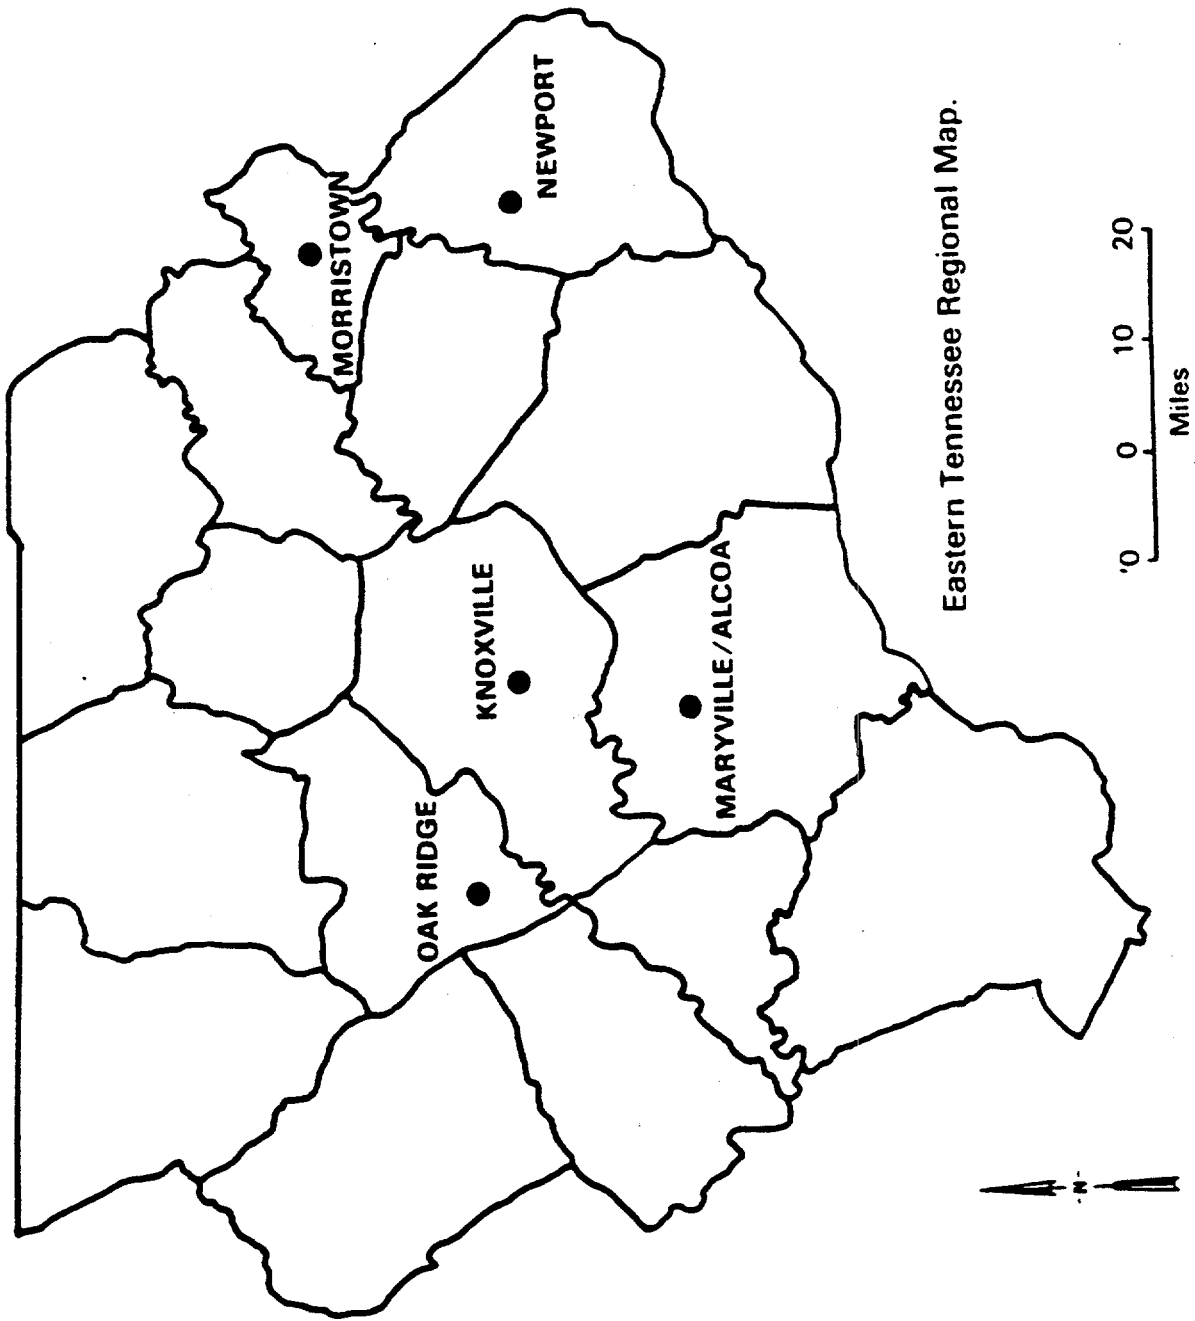 MORRISTOWN
NEWPORT
KNOXVILLE
OAK RIDGE
MARYVILLE/ALCOA
N
Eastern Tennessee Regional Map.
'0 0 10 20
Miles